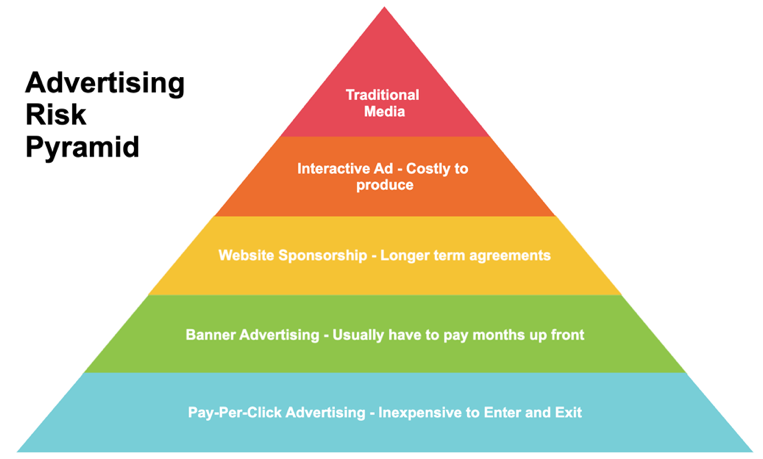 Advertising
Risk
Pyramid
Traditional
Media
Interactive Ad - Costly to
produce
Website Sponsorship - Longer term agreements
Banner Advertising - Usually have to pay months up front
Pay-Per-Click Advertising - Inexpensive to Enter and Exit